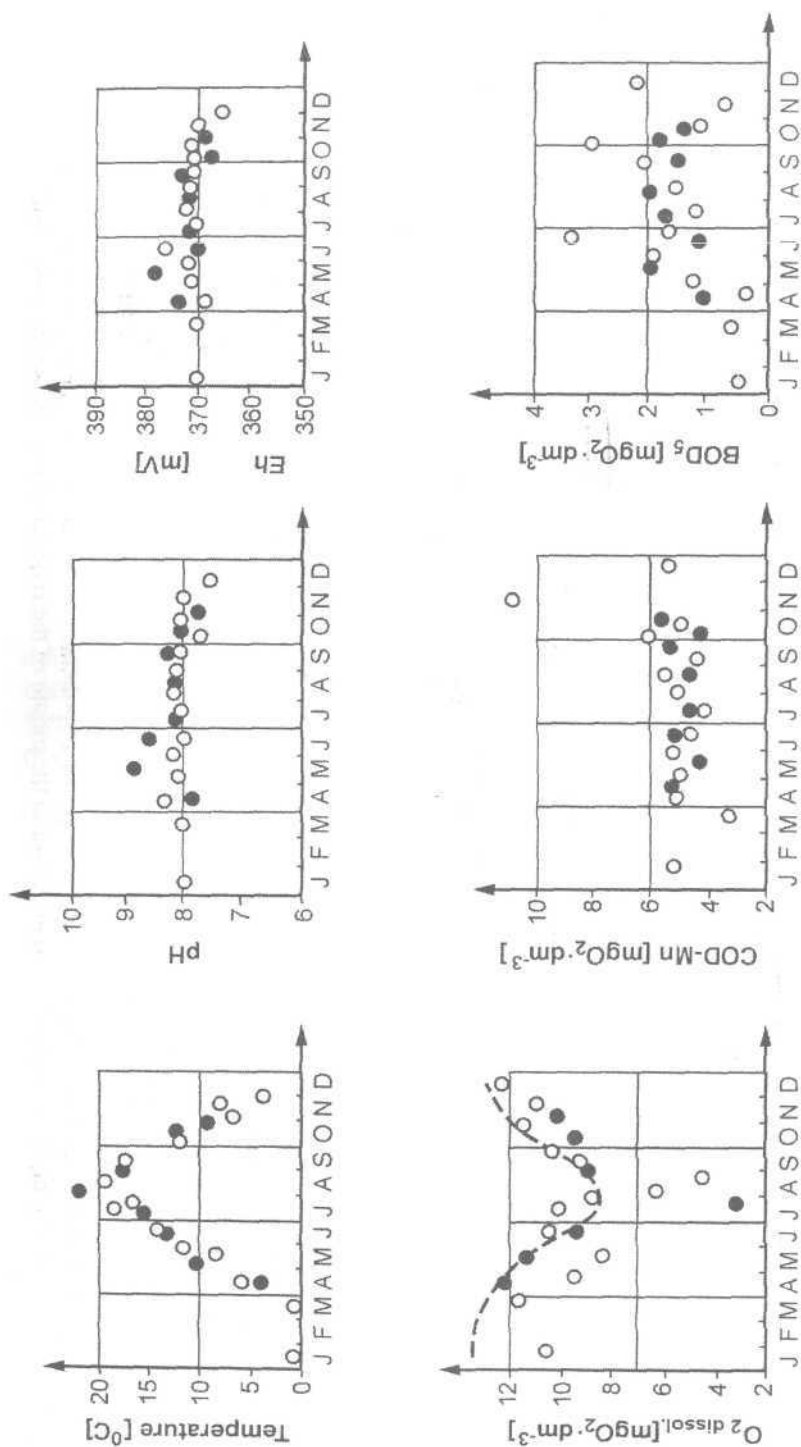 Temperature [⁰C]
20
15
10
5
0
J F M A M J J A S O N D
pH
10
9
8
7
6
J F M A M J J A S O N D
Eh
[mV]
390
380
370
360
350
J F M A M J J A S O N D
O₂ dissol.[mgO₂·dm⁻³]
12
10
8
6
4
2
J F M A M J J A S O N D
COD-Mn [mgO₂·dm⁻³]
10
8
6
4
2
J F M A M J J A S O N D
BOD₅ [mgO₂·dm⁻³]
4
3
2
1
0
J F M A M J J A S O N D